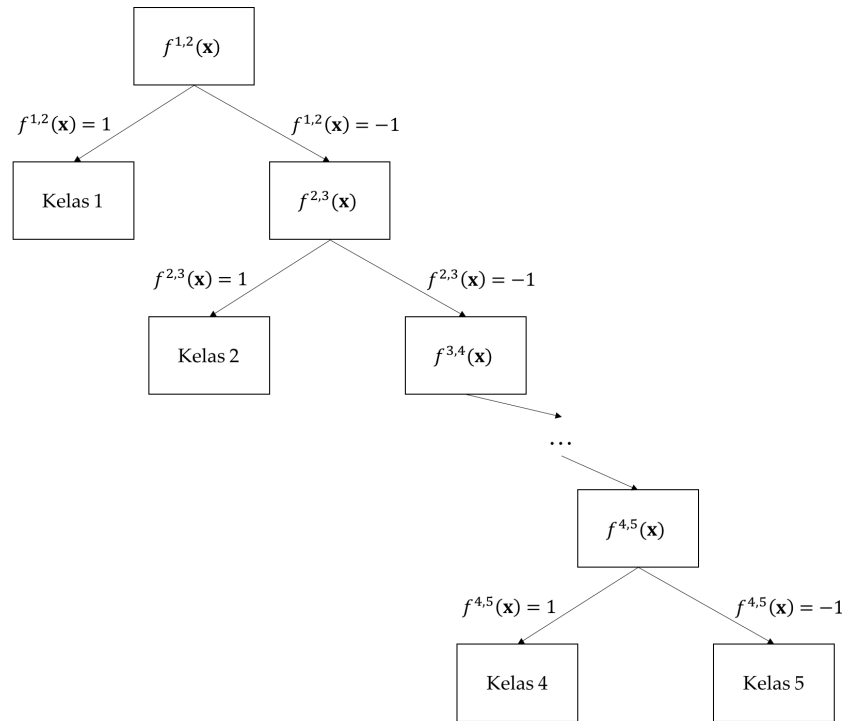 f^{1,2}(𝐱)
f^{1,2}(𝐱) = 1
f^{1,2}(𝐱) = −1
Kelas 1
f^{2,3}(𝐱)
f^{2,3}(𝐱) = 1
f^{2,3}(𝐱) = −1
Kelas 2
f^{3,4}(𝐱)
...
f^{4,5}(𝐱)
f^{4,5}(𝐱) = 1
f^{4,5}(𝐱) = −1
Kelas 4
Kelas 5